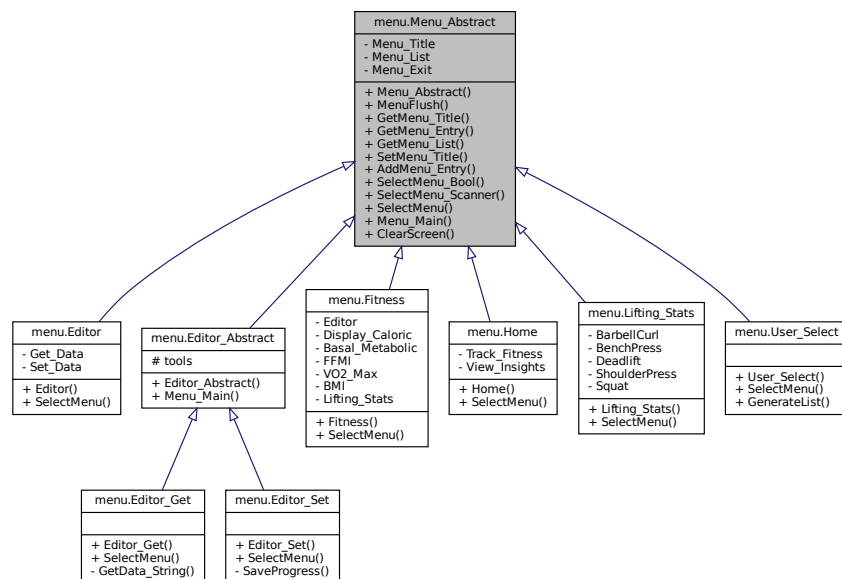 menu.Menu_Abstract
- Menu_Title
- Menu_List
- Menu_Exit
+ Menu_Abstract()
+ MenuFlush()
+ GetMenu_Title()
+ GetMenu_Entry()
+ GetMenu_List()
+ SetMenu_Title()
+ AddMenu_Entry()
+ SelectMenu_Bool()
+ SelectMenu_Scanner()
+ SelectMenu()
+ Menu_Main()
+ ClearScreen()
menu.Editor
- Get_Data
- Set_Data
+ Editor()
+ SelectMenu()
menu.Editor_Abstract
# tools
+ Editor_Abstract()
+ Menu_Main()
menu.Fitness
- Editor
- Display_Caloric
- Basal_Metabolic
- FFMI
- VO2_Max
- BMI
- Lifting_Stats
+ Fitness()
+ SelectMenu()
menu.Home
- Track_Fitness
- View_Insights
+ Home()
+ SelectMenu()
menu.Lifting_Stats
- BarbellCurl
- BenchPress
- Deadlift
- ShoulderPress
- Squat
+ Lifting_Stats()
+ SelectMenu()
menu.User_Select
+ User_Select()
+ SelectMenu()
+ GenerateList()
menu.Editor_Get
+ Editor_Get()
+ SelectMenu()
- GetData_String()
menu.Editor_Set
+ Editor_Set()
+ SelectMenu()
- SaveProgress()